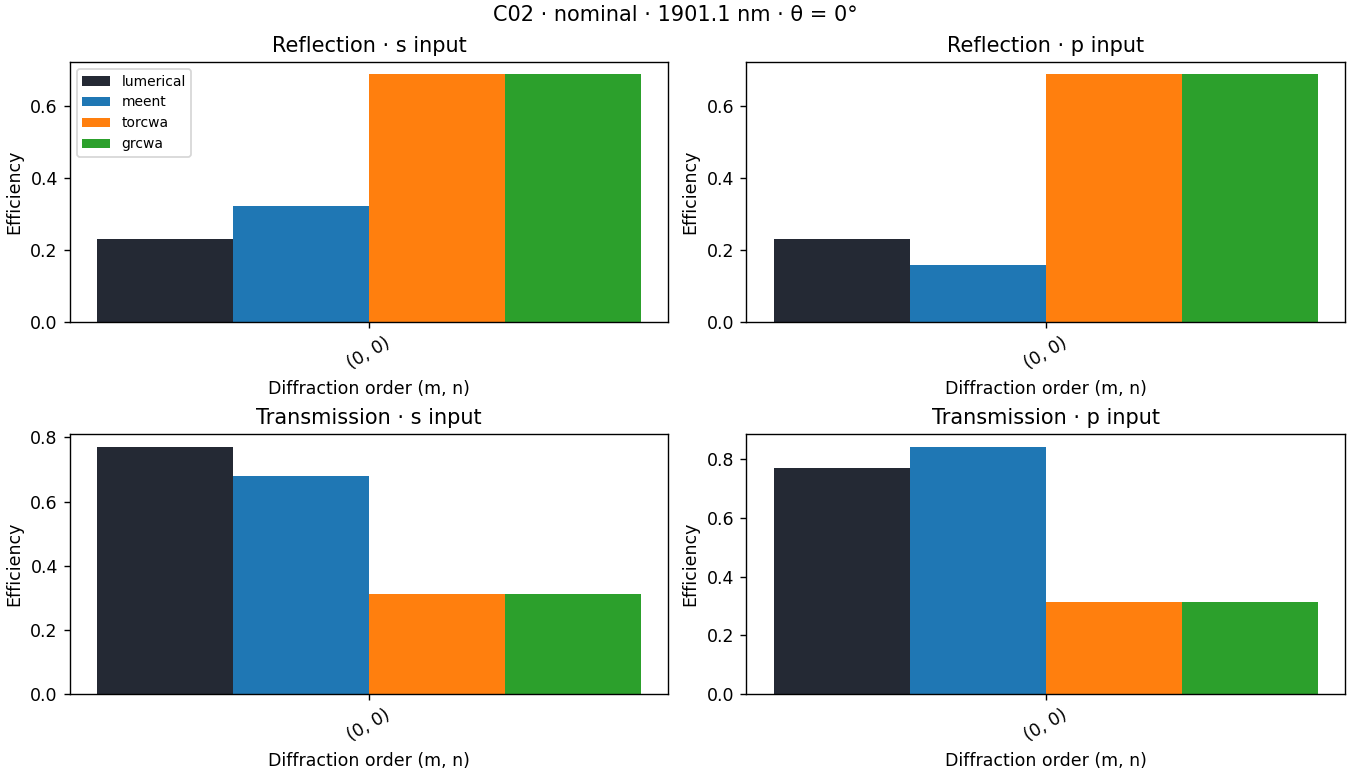 C02 · nominal · 1901.1 nm · θ = 0°
Reflection · s input
Efficiency
0.6
0.4
0.2
0.0
lumerical
meent
torcwa
grcwa
(0, 0)
Diffraction order (m, n)
Reflection · p input
Efficiency
0.6
0.4
0.2
0.0
(0, 0)
Diffraction order (m, n)
Transmission · s input
Efficiency
0.8
0.6
0.4
0.2
0.0
(0, 0)
Diffraction order (m, n)
Transmission · p input
Efficiency
0.8
0.6
0.4
0.2
0.0
(0, 0)
Diffraction order (m, n)